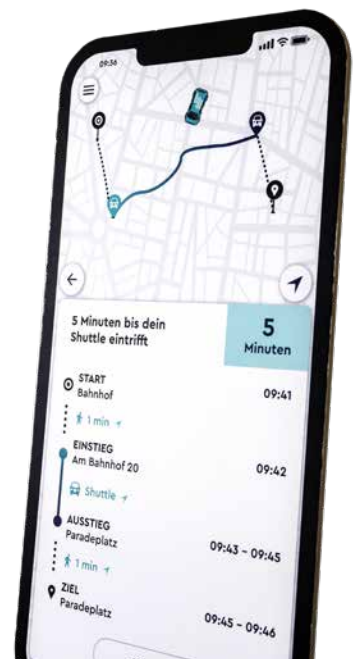 09:36
5 Minuten bis dein
Shuttle eintrifft
5
Minuten
START
Bahnhof
09:41
1 min
EINSTIEG
Am Bahnhof 20
09:42
Shuttle
AUSSTIEG
Paradeplatz
09:43 – 09:45
1 min
ZIEL
Paradeplatz
09:45 – 09:46